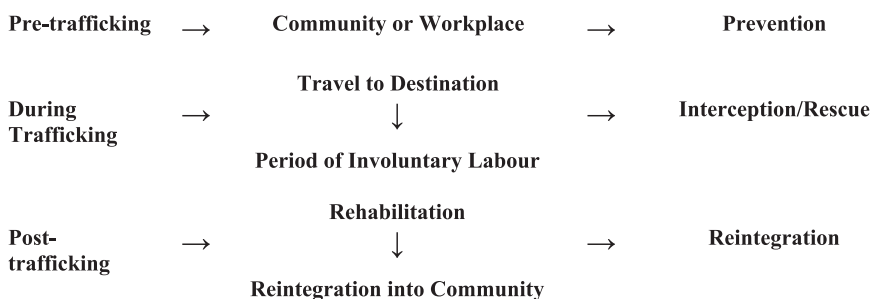 Pre-trafficking → Community or Workplace → Prevention
Travel to Destination
During
Trafficking → ↓ → Interception/Rescue
Period of Involuntary Labour
Rehabilitation
Post-
trafficking → ↓ → Reintegration
Reintegration into Community